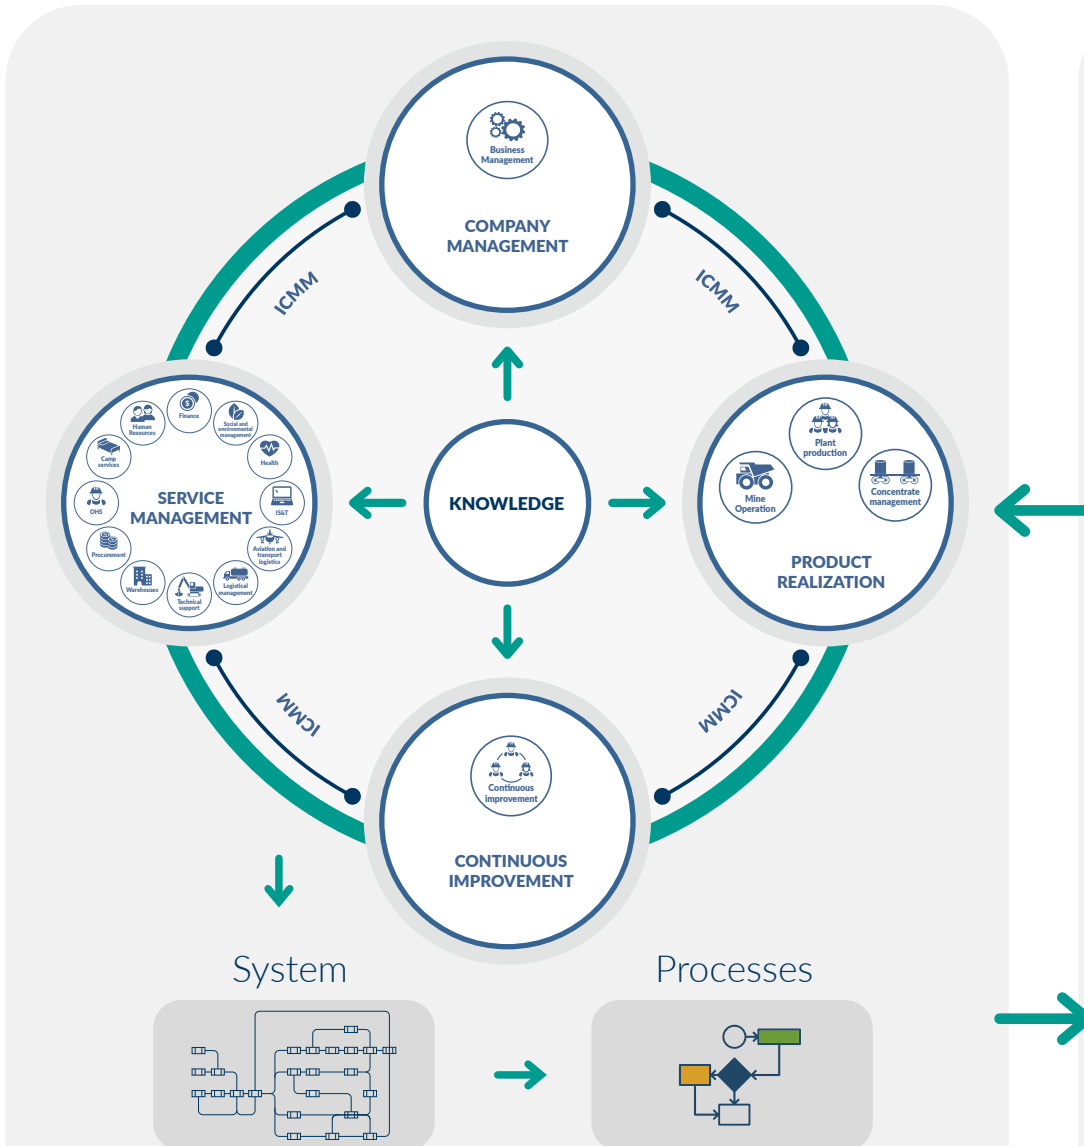 Business
Management
COMPANY
MANAGEMENT
ICMM
ICMM
Finance
Human
Resources
Social and
environmental
management
Camp
services
Health
OHS
SERVICE
MANAGEMENT
IS&T
Procurement
Aviation and
transport
logistics
Warehouses
Logistical
management
Technical
support
KNOWLEDGE
Plant
production
Mine
Operation
Concentrate
management
PRODUCT
REALIZATION
ICMM
ICMM
Continuous
improvement
CONTINUOUS
IMPROVEMENT
System
Processes